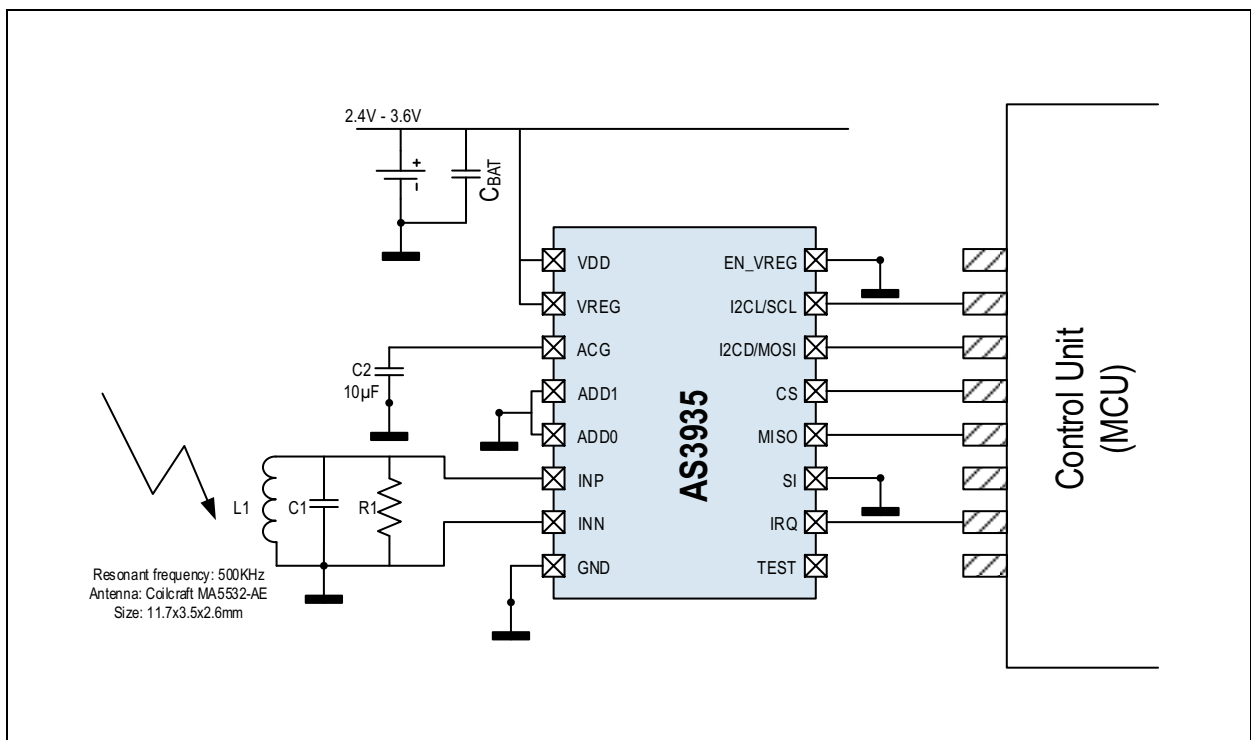 2.4V - 3.6V
+
−
CBAT
VDD
VREG
ACG
ADD1
ADD0
INP
INN
GND
AS3935
EN_VREG
I2CL/SCL
I2CD/MOSI
CS
MISO
SI
IRQ
TEST
Control Unit
(MCU)
C2
10µF
L1
C1
R1
Resonant frequency: 500KHz
Antenna: Coilcraft MA5532-AE
Size: 11.7x3.5x2.6mm